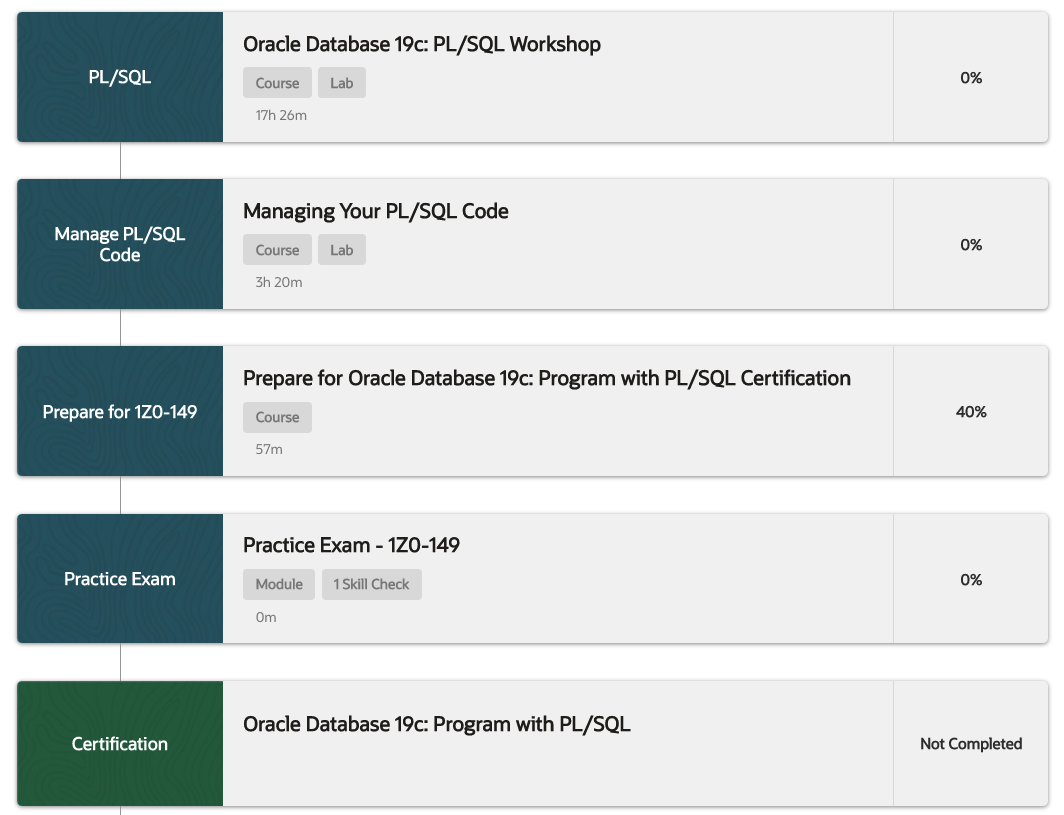 PL/SQL
Oracle Database 19c: PL/SQL Workshop
Course Lab
17h 26m
0%
Manage PL/SQL
Code
Managing Your PL/SQL Code
Course Lab
3h 20m
0%
Prepare for 1Z0-149
Prepare for Oracle Database 19c: Program with PL/SQL Certification
Course
57m
40%
Practice Exam
Practice Exam - 1Z0-149
Module 1 Skill Check
0m
0%
Certification
Oracle Database 19c: Program with PL/SQL
Not Completed